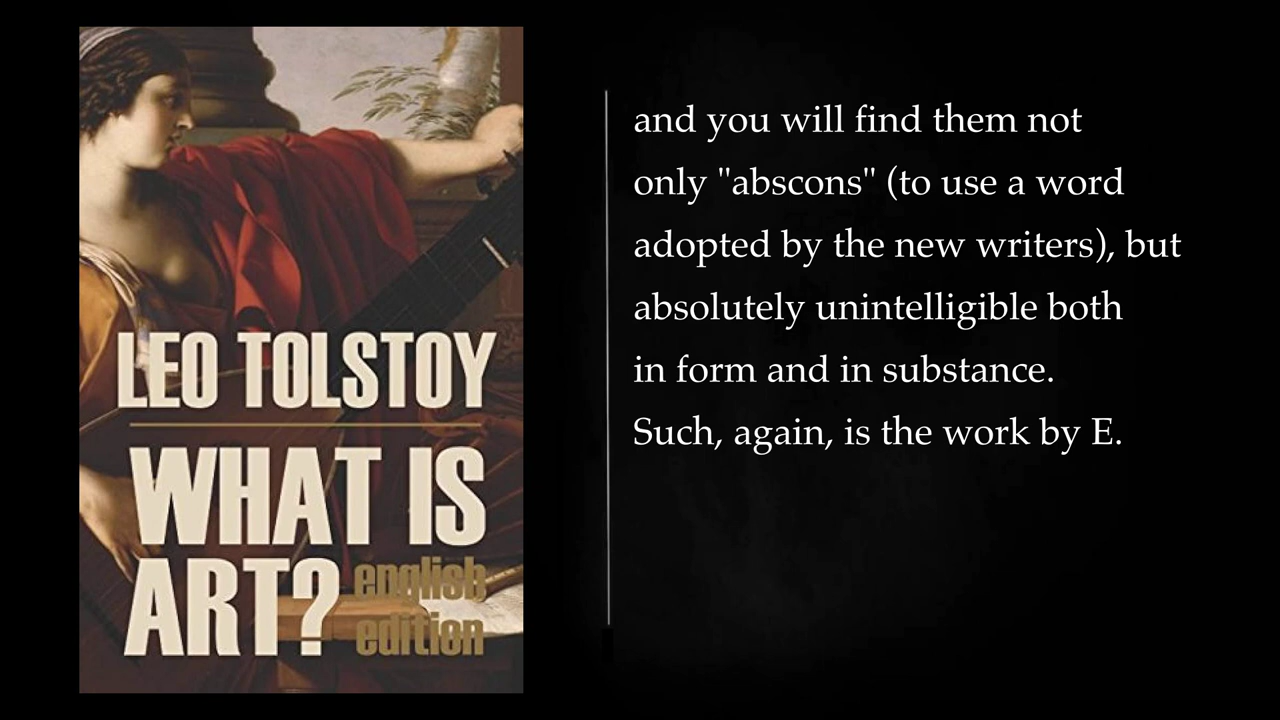 LEO TOLSTOY
WHAT IS
ART?
english
edition
and you will find them not
only "abscons" (to use a word
adopted by the new writers), but
absolutely unintelligible both
in form and in substance.
Such, again, is the work by E.